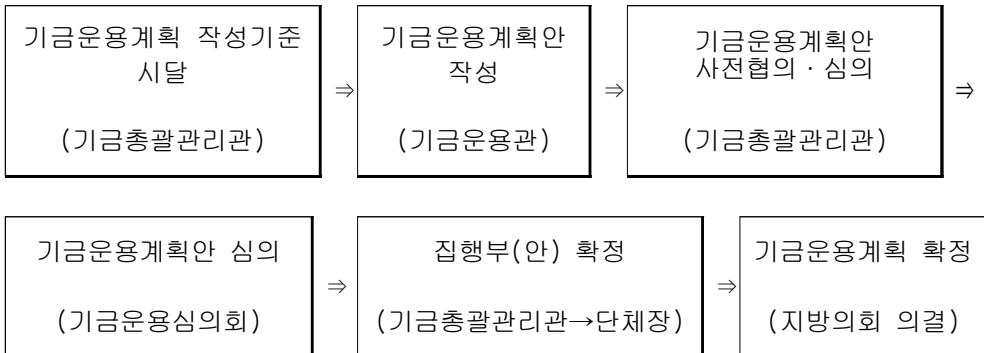 기금운용계획 작성기준
시달
(기금총괄관리관)
⇒
기금운용계획안
작성
(기금운용관)
⇒
기금운용계획안
사전협의·심의
(기금총괄관리관)
⇒
기금운용계획안 심의
(기금운용심의회)
⇒
집행부(안) 확정
(기금총괄관리관→단체장)
⇒
기금운용계획 확정
(지방의회 의결)